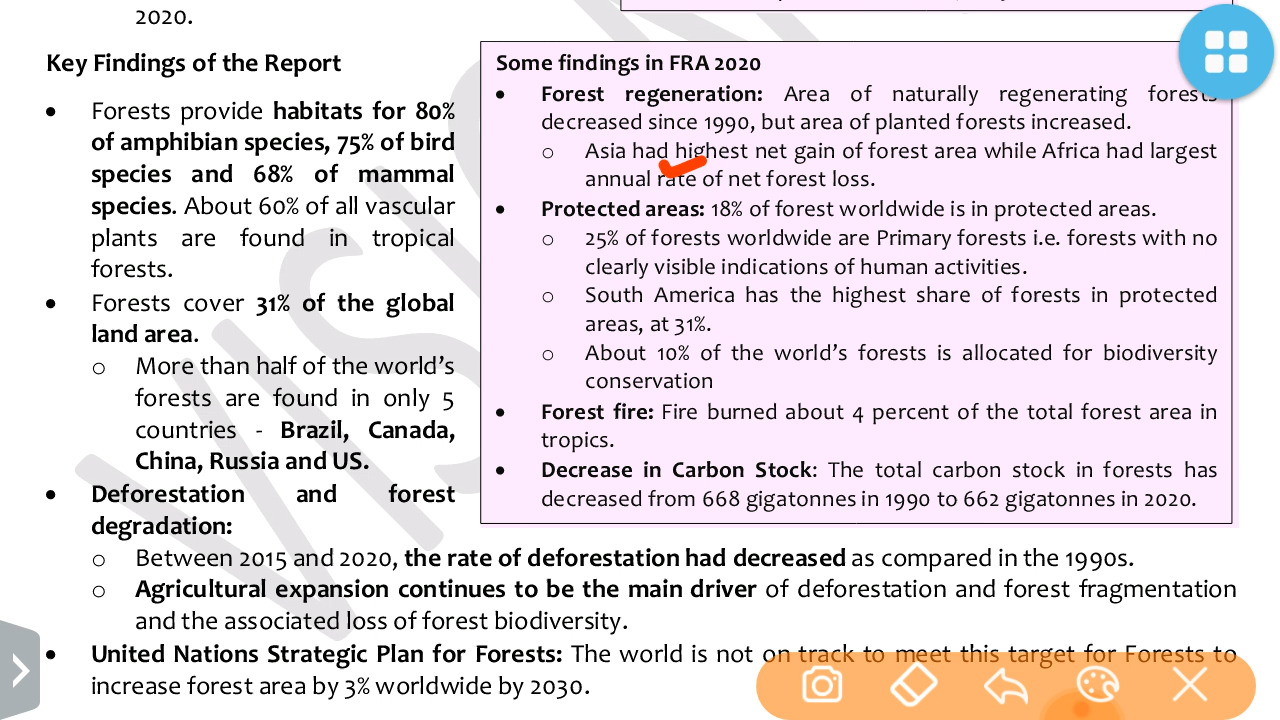 2020.
Key Findings of the Report
• Forests provide habitats for 80%
of amphibian species, 75% of bird
species and 68% of mammal
species. About 60% of all vascular
plants are found in tropical
forests.
• Forests cover 31% of the global
land area.
o More than half of the world's
forests are found in only 5
countries - Brazil, Canada,
China, Russia and US.
• Deforestation and forest
degradation:
Some findings in FRA 2020
• Forest regeneration: Area of naturally regenerating forests
decreased since 1990, but area of planted forests increased.
o Asia had highest net gain of forest area while Africa had largest
annual rate of net forest loss.
• Protected areas: 18% of forest worldwide is in protected areas.
o 25% of forests worldwide are Primary forests i.e. forests with no
clearly visible indications of human activities.
o South America has the highest share of forests in protected
areas, at 31%.
o About 10% of the world's forests is allocated for biodiversity
conservation
• Forest fire: Fire burned about 4 percent of the total forest area in
tropics.
• Decrease in Carbon Stock: The total carbon stock in forests has
decreased from 668 gigatonnes in 1990 to 662 gigatonnes in 2020.
o Between 2015 and 2020, the rate of deforestation had decreased as compared in the 1990s.
o Agricultural expansion continues to be the main driver of deforestation and forest fragmentation
and the associated loss of forest biodiversity.
• United Nations Strategic Plan for Forests: The world is not on track to meet this target for Forests to
increase forest area by 3% worldwide by 2030.